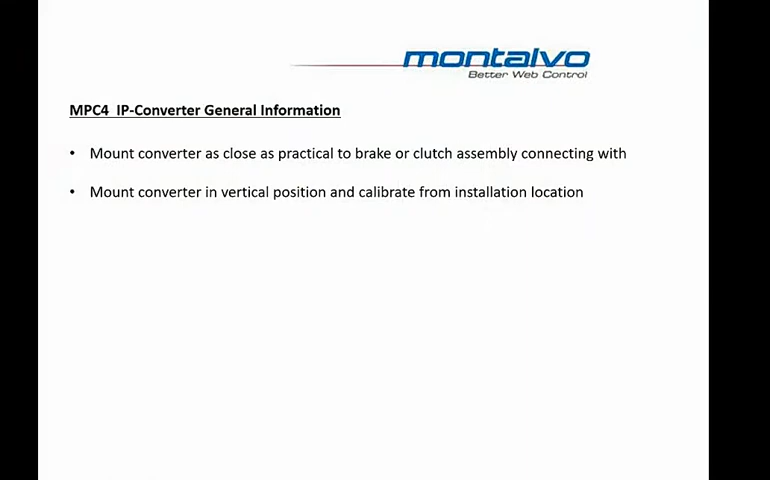 montalvo
Better Web Control
MPC4 IP-Converter General Information
• Mount converter as close as practical to brake or clutch assembly connecting with
• Mount converter in vertical position and calibrate from installation location